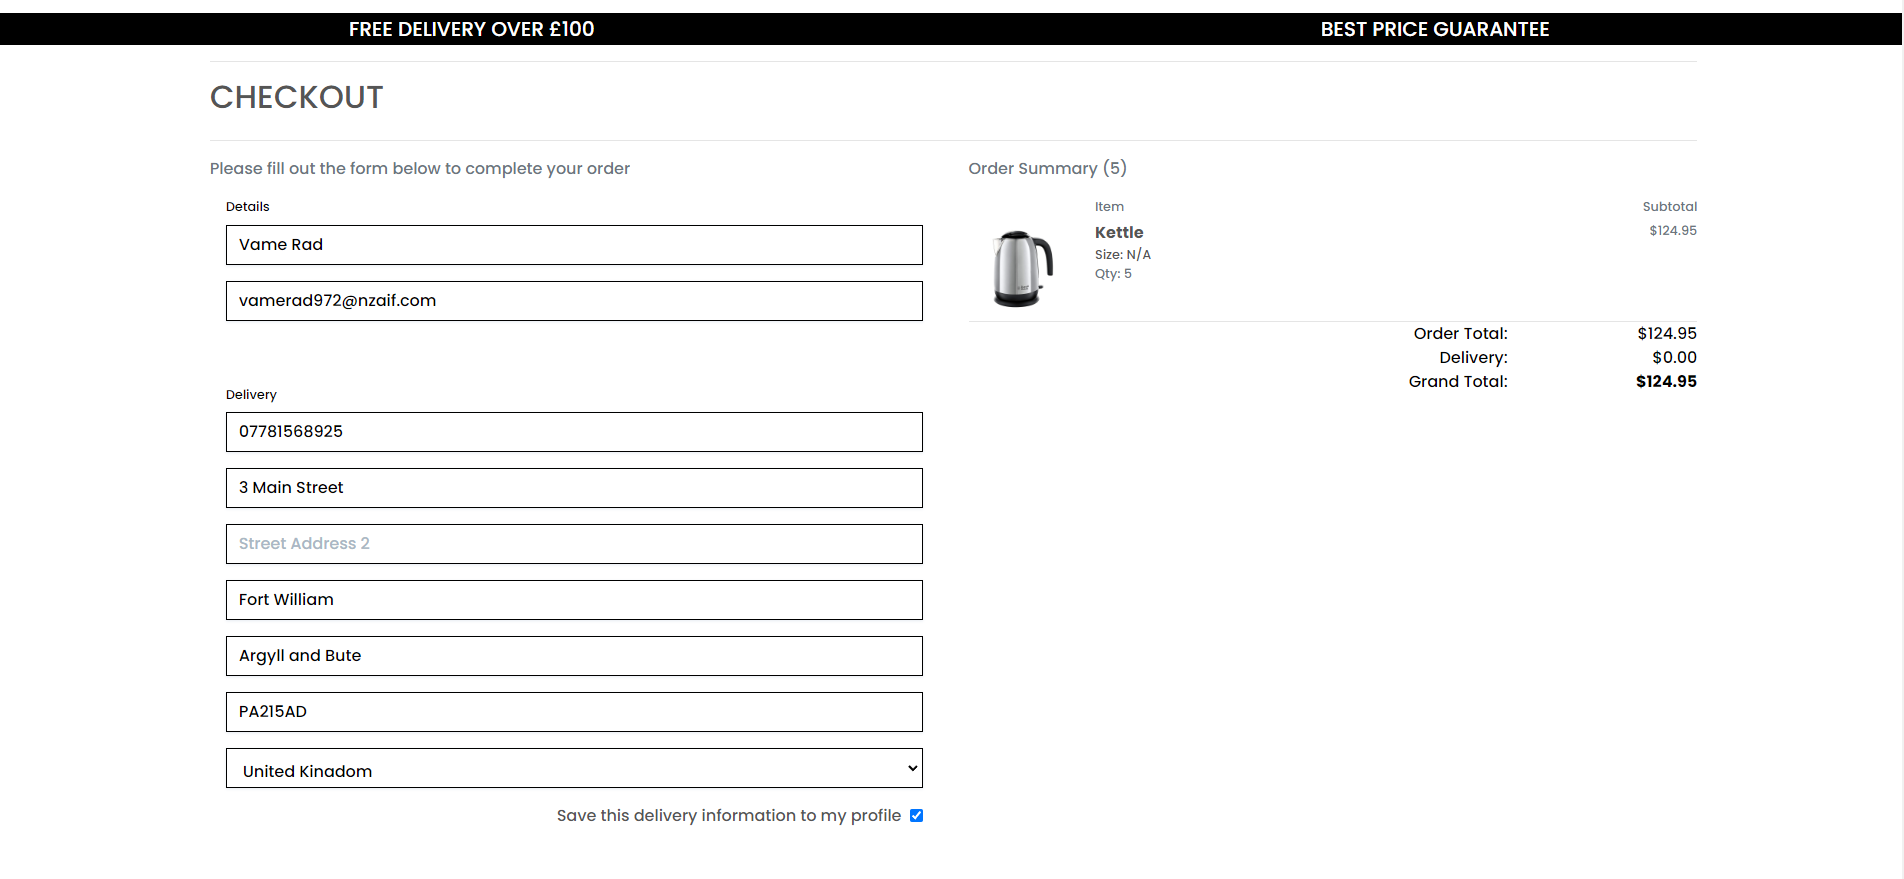 FREE DELIVERY OVER £100
BEST PRICE GUARANTEE
CHECKOUT
Please fill out the form below to complete your order
Details
Vame Rad
vamerad972@nzaif.com
Delivery
07781568925
3 Main Street
Street Address 2
Fort William
Argyll and Bute
PA215AD
United Kingdom
Save this delivery information to my profile
Order Summary (5)
Item Subtotal
Kettle $124.95
Size: N/A
Qty: 5
Order Total: $124.95
Delivery: $0.00
Grand Total: $124.95